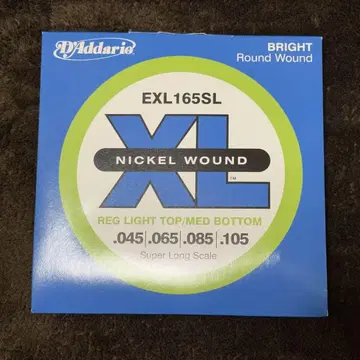 D'Addario
BRIGHT
Round Wound
EXL165SL
XL
NICKEL WOUND
TM
REG LIGHT TOP/MED BOTTOM
.045 .065 .085 .105
Super Long Scale